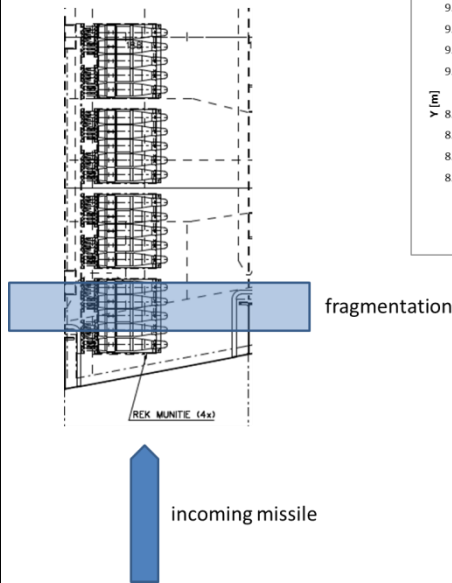 Y [m]
fragmentation
REK MUNITIE (4x)
incoming missile